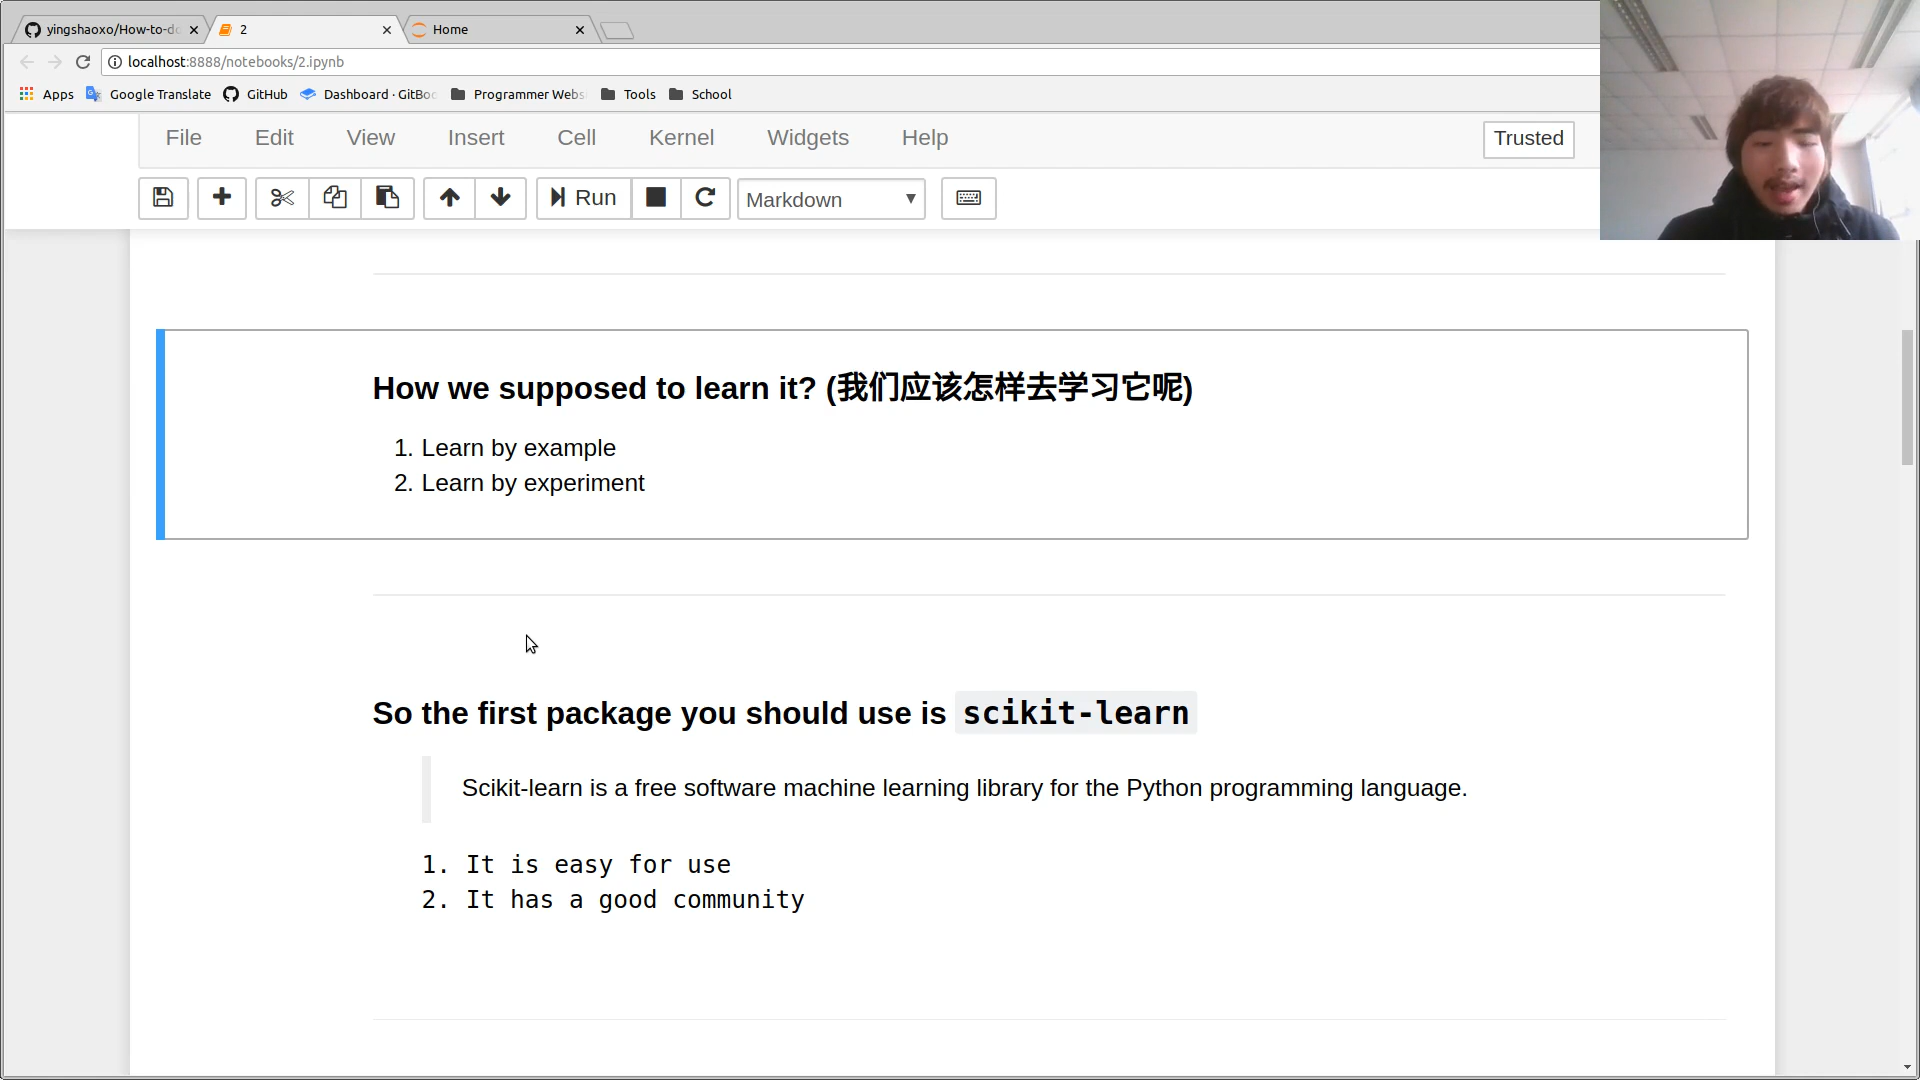 yingshaoxo/How-to-do
2
Home
localhost:8888/notebooks/2.ipynb
Apps
Google Translate
GitHub
Dashboard · GitBoo
Programmer Webs
Tools
School
File
Edit
View
Insert
Cell
Kernel
Widgets
Help
Trusted
Run
Markdown
How we supposed to learn it? (我们应该怎样去学习它呢)
1. Learn by example
2. Learn by experiment
So the first package you should use is scikit-learn
Scikit-learn is a free software machine learning library for the Python programming language.
1. It is easy for use
2. It has a good community